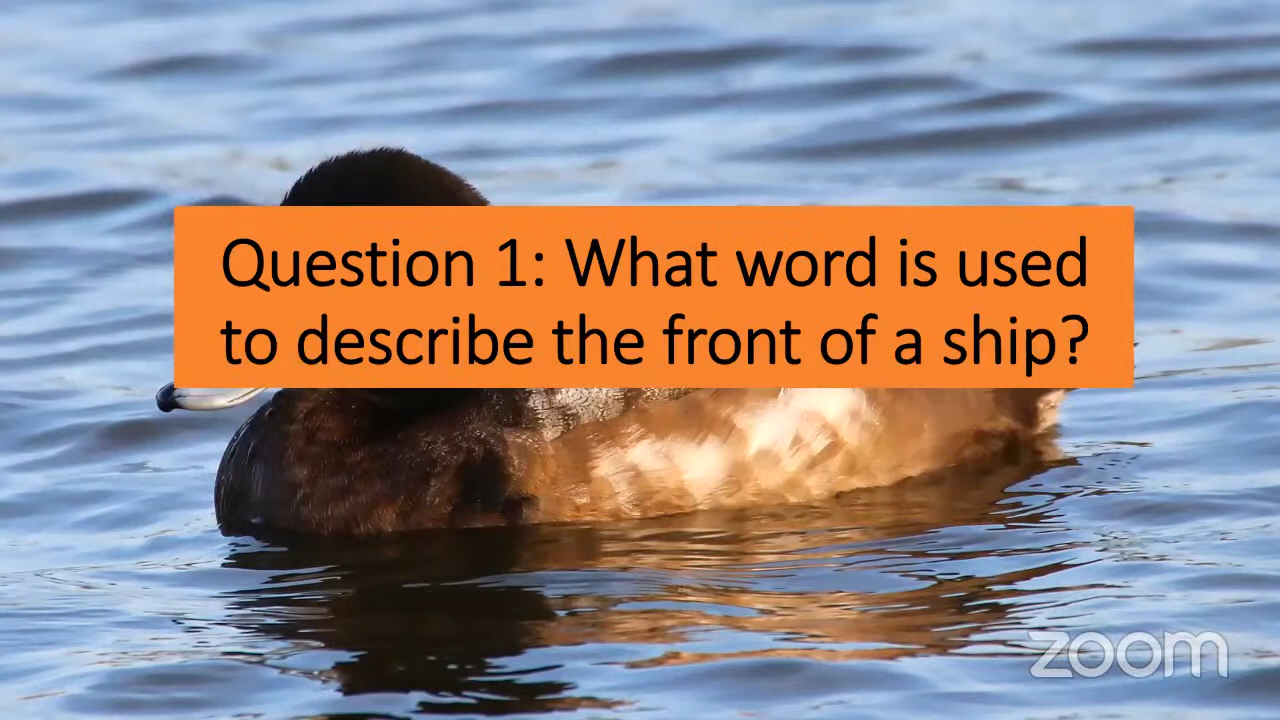 Question 1: What word is used
to describe the front of a ship?
zoom